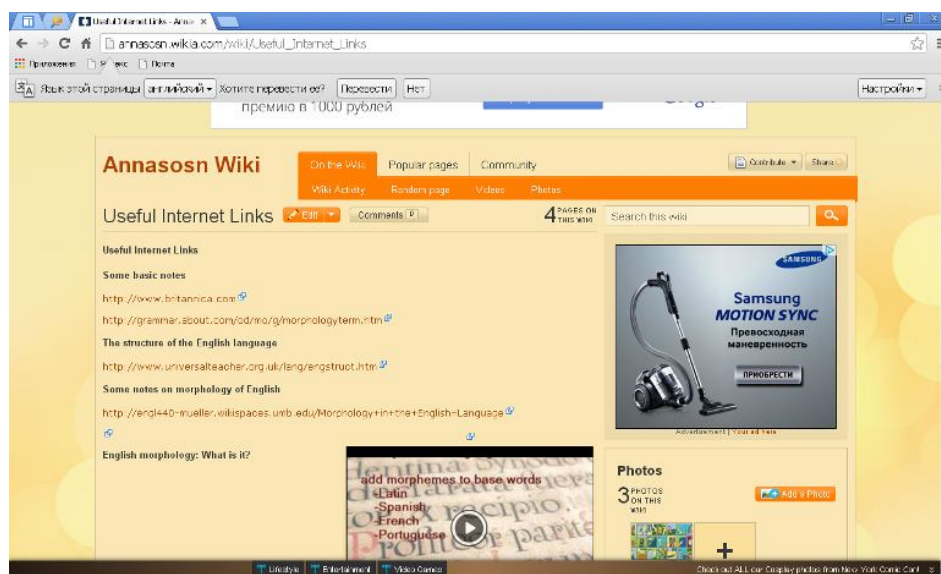 Useful Internet Links - Anna
annasosn.wikia.com/wiki/Useful_Internet_Links
Приложения
Почта
Язык этой страницы английский Хотите перевести ее? Перевести Нет Настройки
премию в 1000 рублей
Annasosn Wiki
On the Wiki Popular pages Community
Contribute Share
Wiki Activity Random page Videos Photos
Useful Internet Links Edit Comments 0
4 PAGES ON
THIS WIKI
Search this wiki
Useful Internet Links
Some basic notes
http://www.britannica.com
http://grammar.about.com/od/mo/g/morphologyterm.htm
The structure of the English language
http://www.universalteacher.org.uk/lang/engstruct.htm
Some notes on morphology of English
http://engl440-mueller.wikispaces.umb.edu/Morphology+in+the+English+Language
English morphology: What is it?
add morphemes to base words
-Latin
-Spanish
-French
-Portuguese
SAMSUNG
Samsung
MOTION SYNC
Превосходная
маневренность
ПРИОБРЕСТИ
Advertisement | Your ad here
Photos
3 PHOTOS
ON THIS
WIKI
Add a Photo
Lifestyle Entertainment Video Games
Check out ALL our Cosplay photos from New York Comic Con!